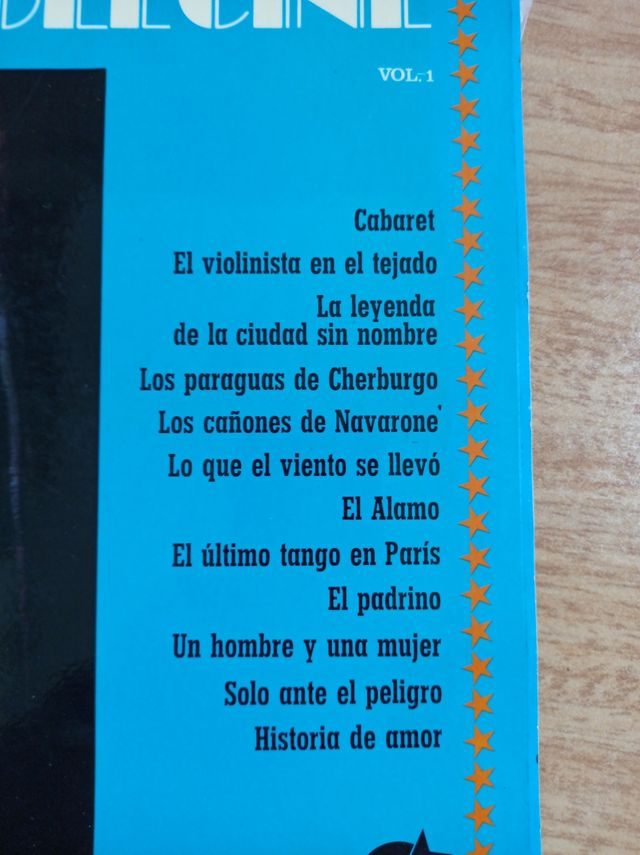 DEL CINE
VOL. 1
Cabaret
El violinista en el tejado
La leyenda
de la ciudad sin nombre
Los paraguas de Cherburgo
Los cañones de Navarone'
Lo que el viento se llevó
El Alamo
El último tango en París
El padrino
Un hombre y una mujer
Solo ante el peligro
Historia de amor